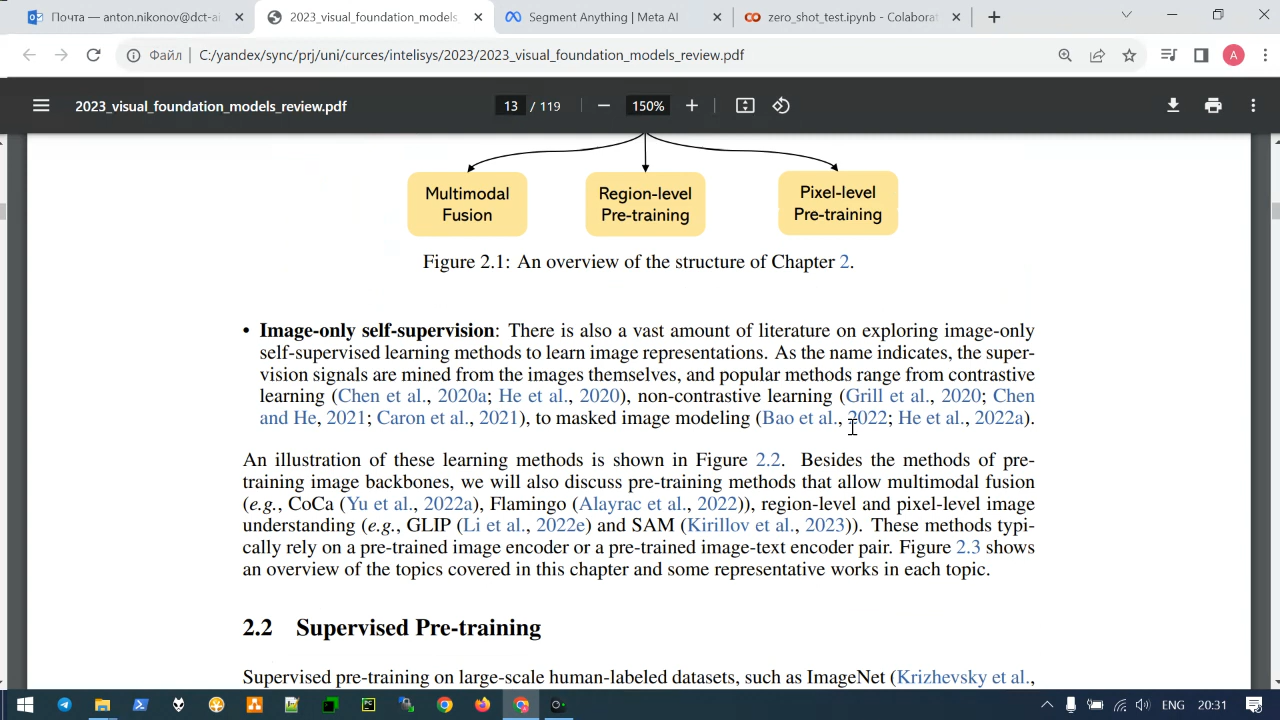 Почта — anton.nikonov@dct-ai
2023_visual_foundation_models
Segment Anything | Meta AI
zero_shot_test.ipynb - Colaborat
Файл
C:/yandex/sync/prj/uni/curces/intelisys/2023/2023_visual_foundation_models_review.pdf
A
2023_visual_foundation_models_review.pdf
13 / 119
150%
Multimodal
Fusion
Region-level
Pre-training
Pixel-level
Pre-training
Figure 2.1: An overview of the structure of Chapter 2.
• Image-only self-supervision: There is also a vast amount of literature on exploring image-only
self-supervised learning methods to learn image representations. As the name indicates, the super-
vision signals are mined from the images themselves, and popular methods range from contrastive
learning (Chen et al., 2020a; He et al., 2020), non-contrastive learning (Grill et al., 2020; Chen
and He, 2021; Caron et al., 2021), to masked image modeling (Bao et al., 2022; He et al., 2022a).
An illustration of these learning methods is shown in Figure 2.2. Besides the methods of pre-
training image backbones, we will also discuss pre-training methods that allow multimodal fusion
(e.g., CoCa (Yu et al., 2022a), Flamingo (Alayrac et al., 2022)), region-level and pixel-level image
understanding (e.g., GLIP (Li et al., 2022e) and SAM (Kirillov et al., 2023)). These methods typi-
cally rely on a pre-trained image encoder or a pre-trained image-text encoder pair. Figure 2.3 shows
an overview of the topics covered in this chapter and some representative works in each topic.
2.2 Supervised Pre-training
Supervised pre-training on large-scale human-labeled datasets, such as ImageNet (Krizhevsky et al.,
ENG
20:31